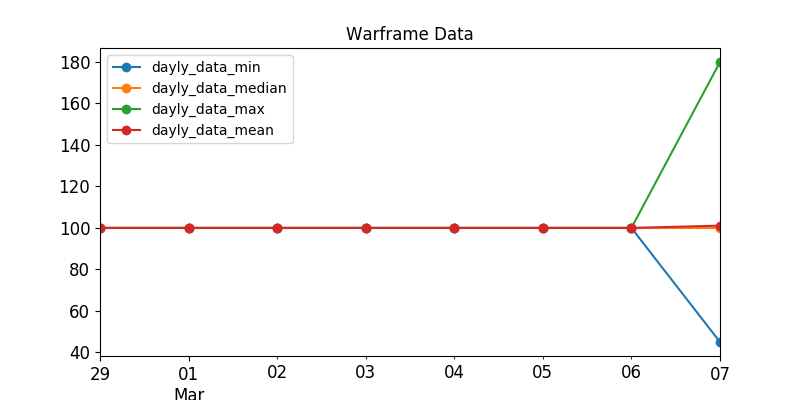 Warframe Data
dayly_data_min
dayly_data_median
dayly_data_max
dayly_data_mean
180
160
140
120
100
80
60
40
29 01 02 03 04 05 06 07
Mar